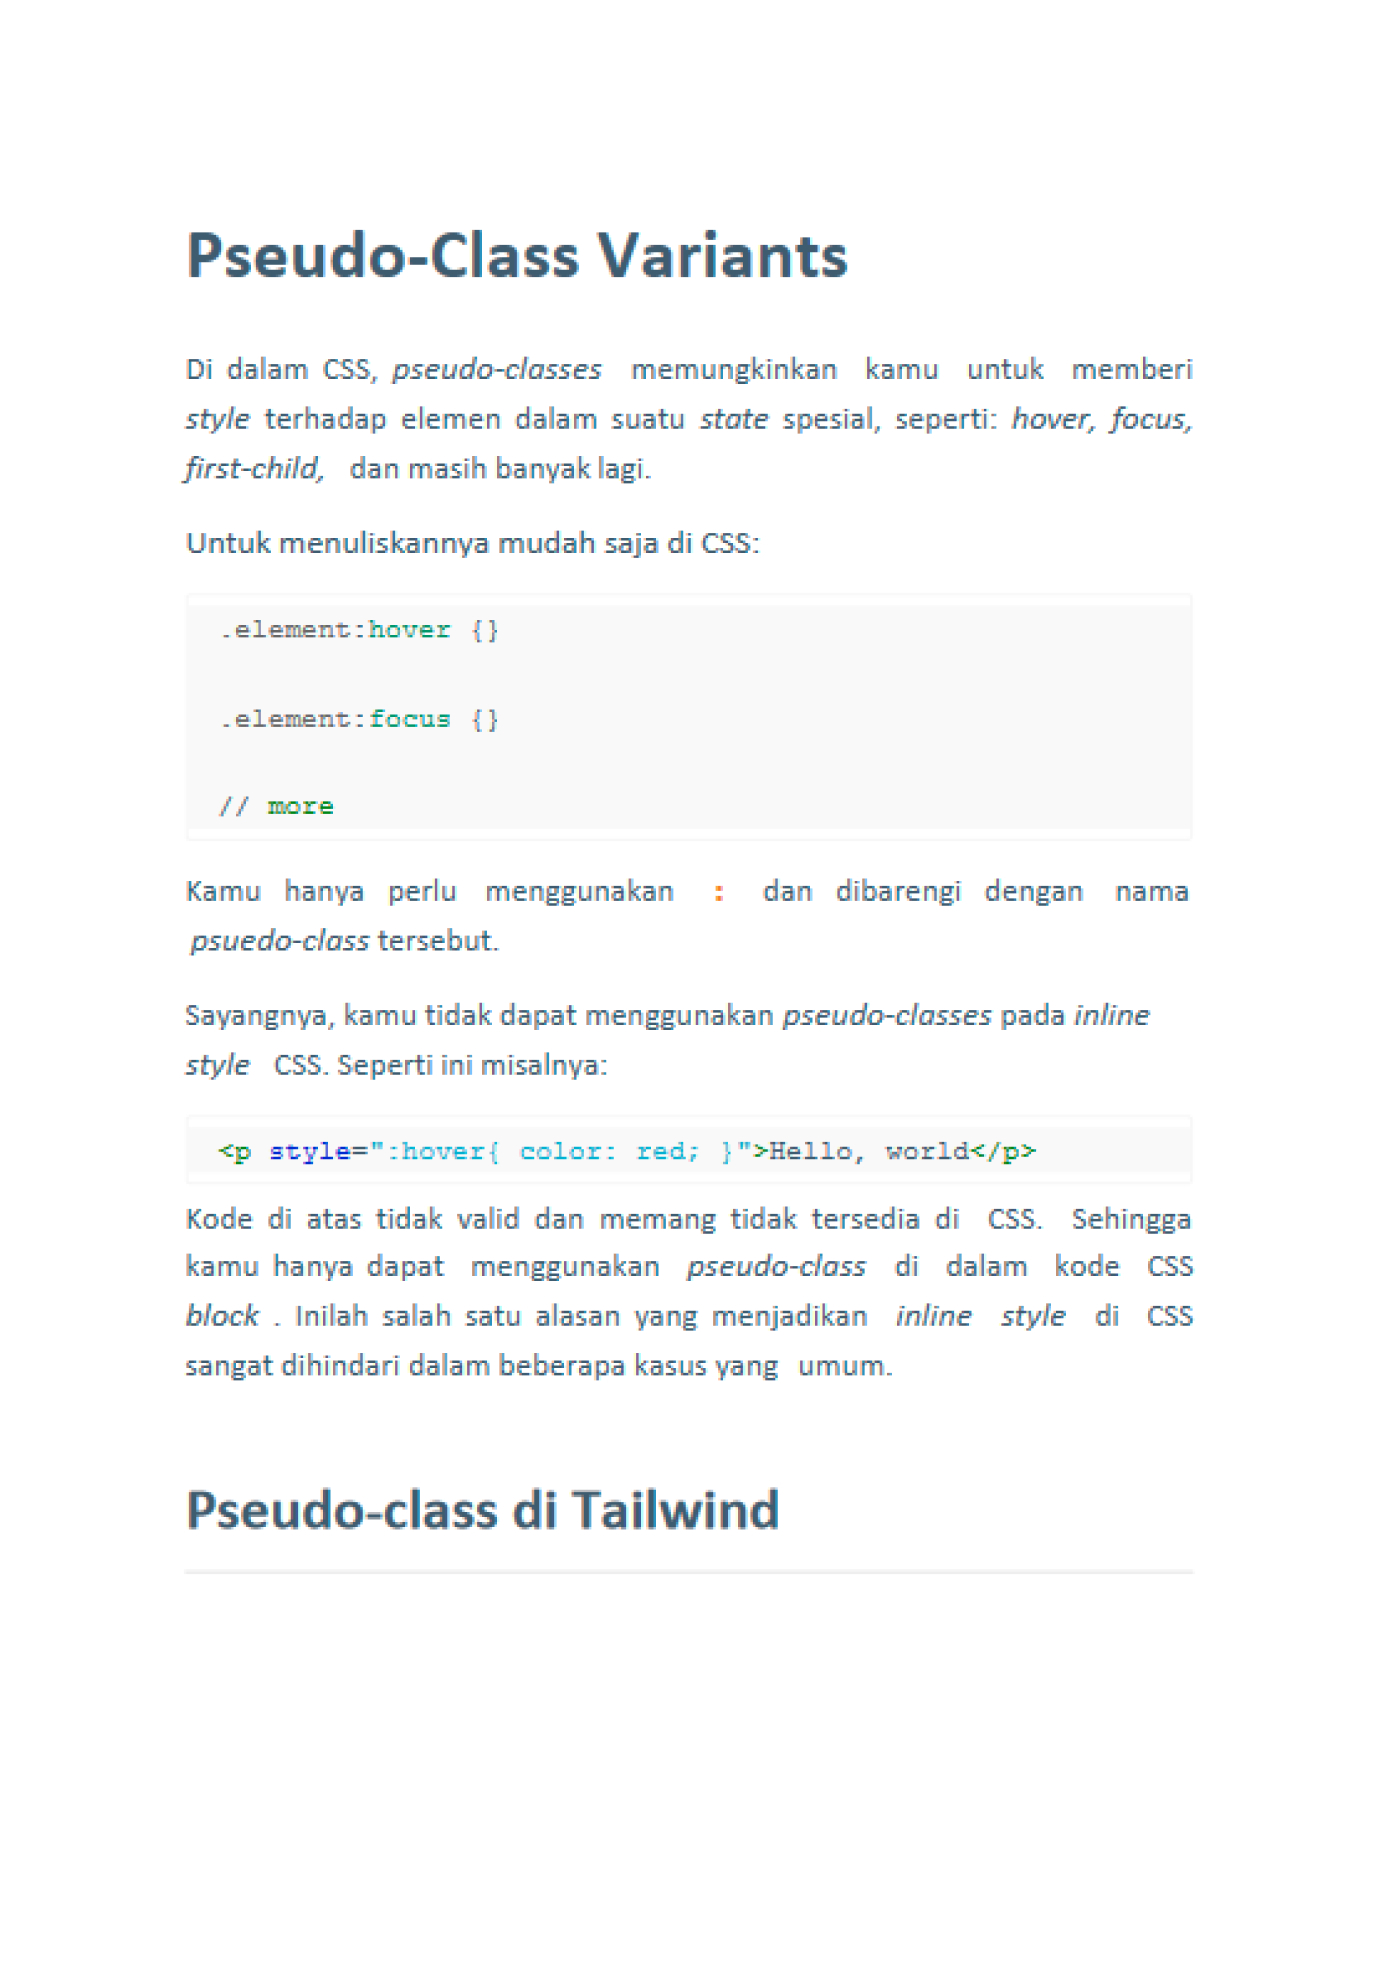 Pseudo-Class Variants
Di dalam CSS, pseudo-classes memungkinkan kamu untuk memberi
style terhadap elemen dalam suatu state spesial, seperti: hover, focus,
first-child, dan masih banyak lagi.
Untuk menuliskannya mudah saja di CSS:
.element:hover {}
.element:focus {}
// more
Kamu hanya perlu menggunakan : dan dibarengi dengan nama
psuedo-class tersebut.
Sayangnya, kamu tidak dapat menggunakan pseudo-classes pada inline
style CSS. Seperti ini misalnya:
<p style=":hover{ color: red; }">Hello, world</p>
Kode di atas tidak valid dan memang tidak tersedia di CSS. Sehingga
kamu hanya dapat menggunakan pseudo-class di dalam kode CSS
block . Inilah salah satu alasan yang menjadikan inline style di CSS
sangat dihindari dalam beberapa kasus yang umum.
Pseudo-class di Tailwind